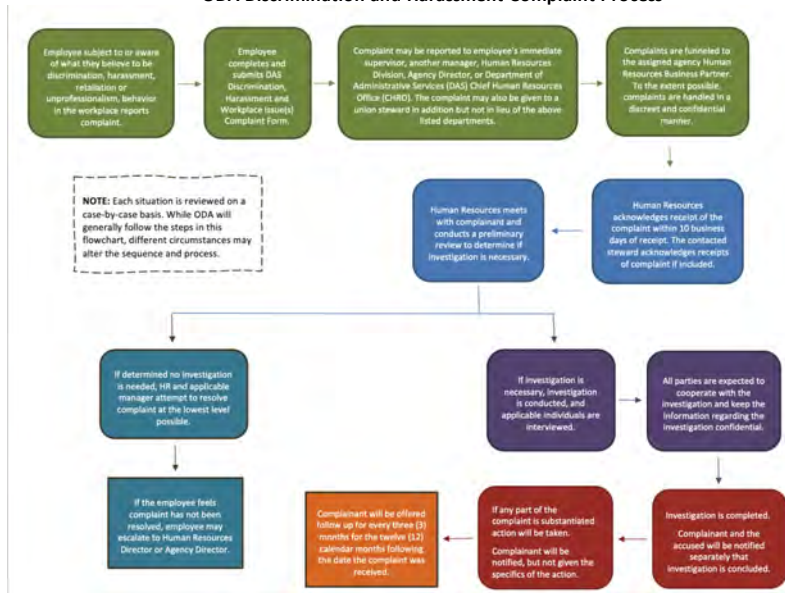 ODA Discrimination and Harassment Complaint Process
Employee subject to or aware
of what they believe to be
discrimination, harassment,
retaliation or
unprofessionalism, behavior
in the workplace reports
complaint.
Employee
completes and
submits DAS
Discrimination,
Harassment and
Workplace Issue(s)
Complaint Form.
Complaint may be reported to employee's immediate
supervisor, another manager, Human Resources
Division, Agency Director, or Department of
Administrative Services (DAS) Chief Human Resources
Office (CHRO). The complaint may also be given to a
union steward in addition but not in lieu of the above
listed departments.
Complaints are funneled to
the assigned agency Human
Resources Business Partner.
To the extent possible,
complaints are handled in a
discreet and confidential
manner.
NOTE: Each situation is reviewed on a
case-by-case basis. While ODA will
generally follow the steps in this
flowchart, different circumstances may
alter the sequence and process.
Human Resources meets
with complainant and
conducts a preliminary
review to determine if
investigation is necessary.
Human Resources
acknowledges receipt of the
complaint within 10 business
days of receipt. The contacted
steward acknowledges receipts
of complaint if included.
If determined no investigation
is needed, HR and applicable
manager attempt to resolve
complaint at the lowest level
possible.
If investigation is
necessary, investigation
is conducted, and
applicable individuals are
interviewed.
All parties are expected to
cooperate with the
investigation and keep the
information regarding the
investigation confidential.
If the employee feels
complaint has not been
resolved, employee may
escalate to Human Resources
Director or Agency Director.
Complainant will be offered
follow up for every three (3)
months for the twelve (12)
calendar months following
the date the complaint was
received.
If any part of the
complaint is substantiated
action will be taken.
Complainant will be
notified, but not given the
specifics of the action.
Investigation is completed.
Complainant and the
accused will be notified
separately that
investigation is concluded.